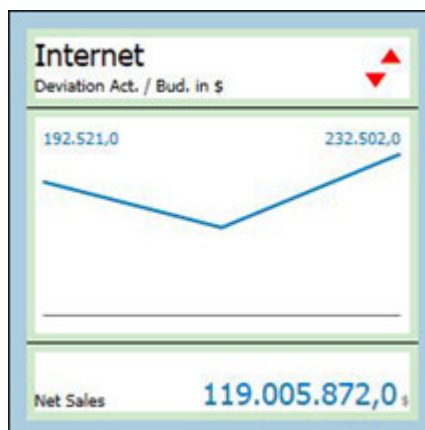 Internet
Deviation Act. / Bud. in $
192.521,0 232.502,0
Net Sales 119.005.872,0 $